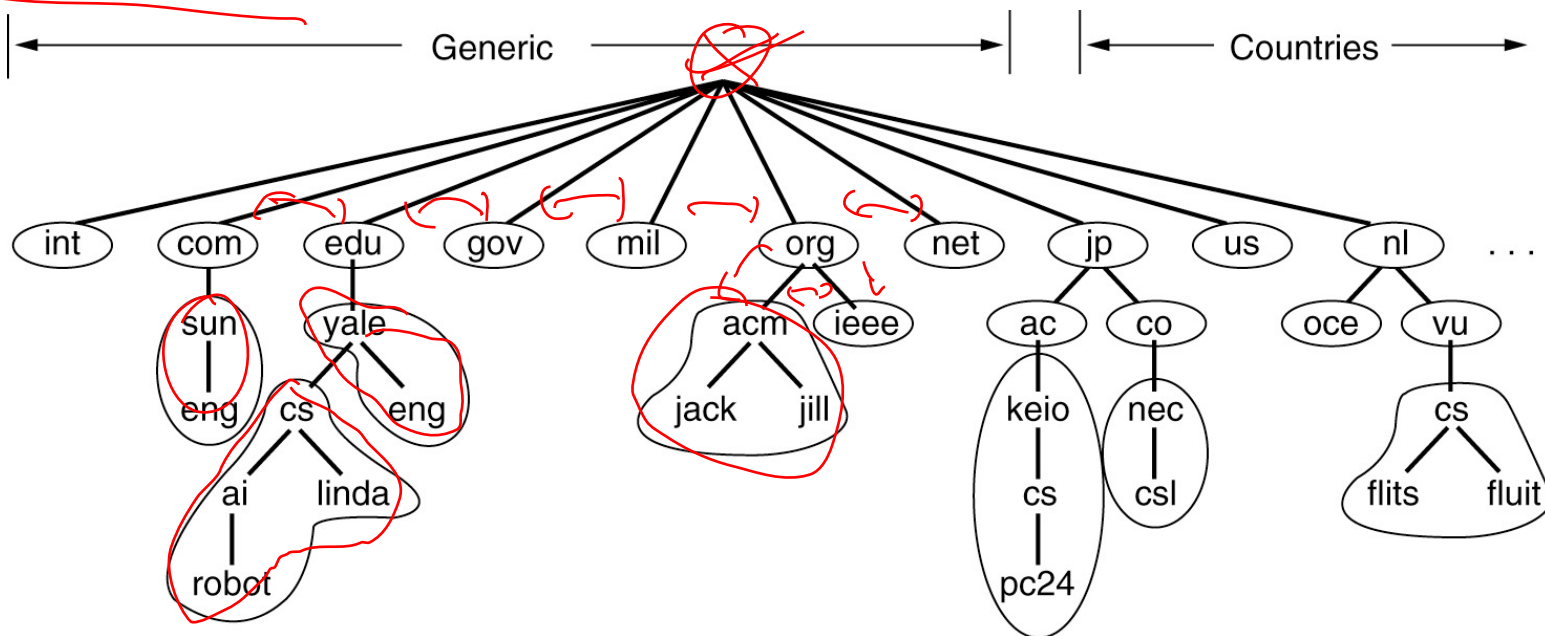 Generic Countries
int com edu gov mil org net jp us nl ...
sun yale acm ieee ac co oce vu
eng cs eng jack jill keio nec cs
ai linda cs csl flits fluit
robot pc24